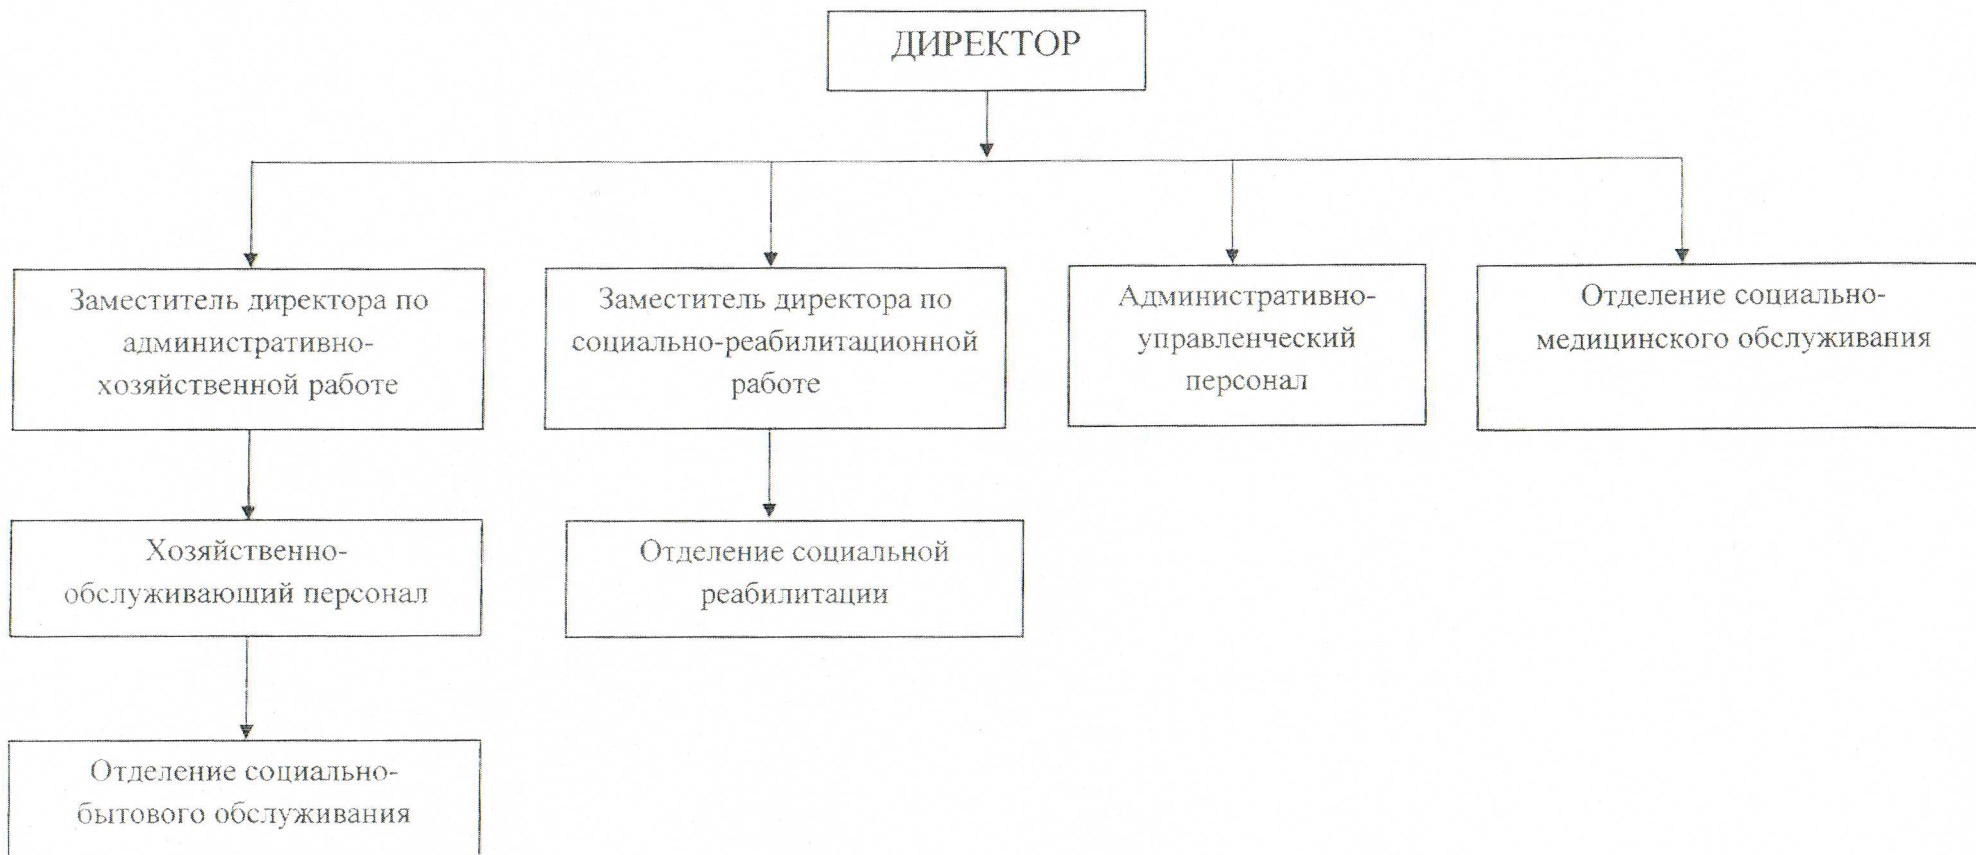 ДИРЕКТОР
Заместитель директора по
административно-
хозяйственной работе
Заместитель директора по
социально-реабилитационной
работе
Административно-
управленческий
персонал
Отделение социально-
медицинского обслуживания
Хозяйственно-
обслуживающий персонал
Отделение социальной
реабилитации
Отделение социально-
бытового обслуживания